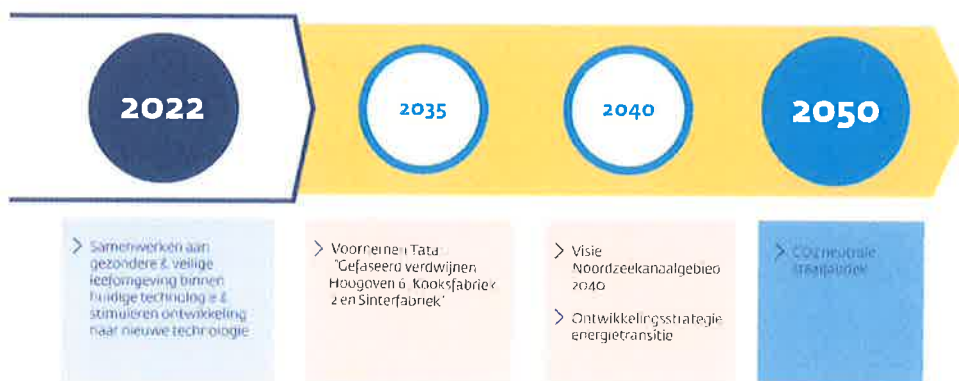 2022
2035
2040
2050
> Samenwerken aan
gezondere & veilige
leefomgeving binnen
huidige technologie &
stimuleren ontwikkeling
naar nieuwe technologie
> Voornemen Tata:
"Gefaseerd verdwijnen
Hoogoven 6, Kooksfabriek
2 en Sinterfabriek"
> Visie
Noordzeekanaalgebied
2040
> Ontwikkelingsstrategie
energietransitie
> CO2 neutrale
staalfabriek